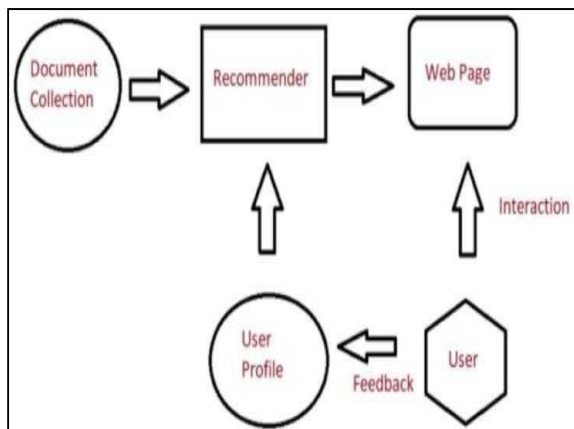 Document
Collection
Recommender
Web Page
Interaction
User
Profile
Feedback
User